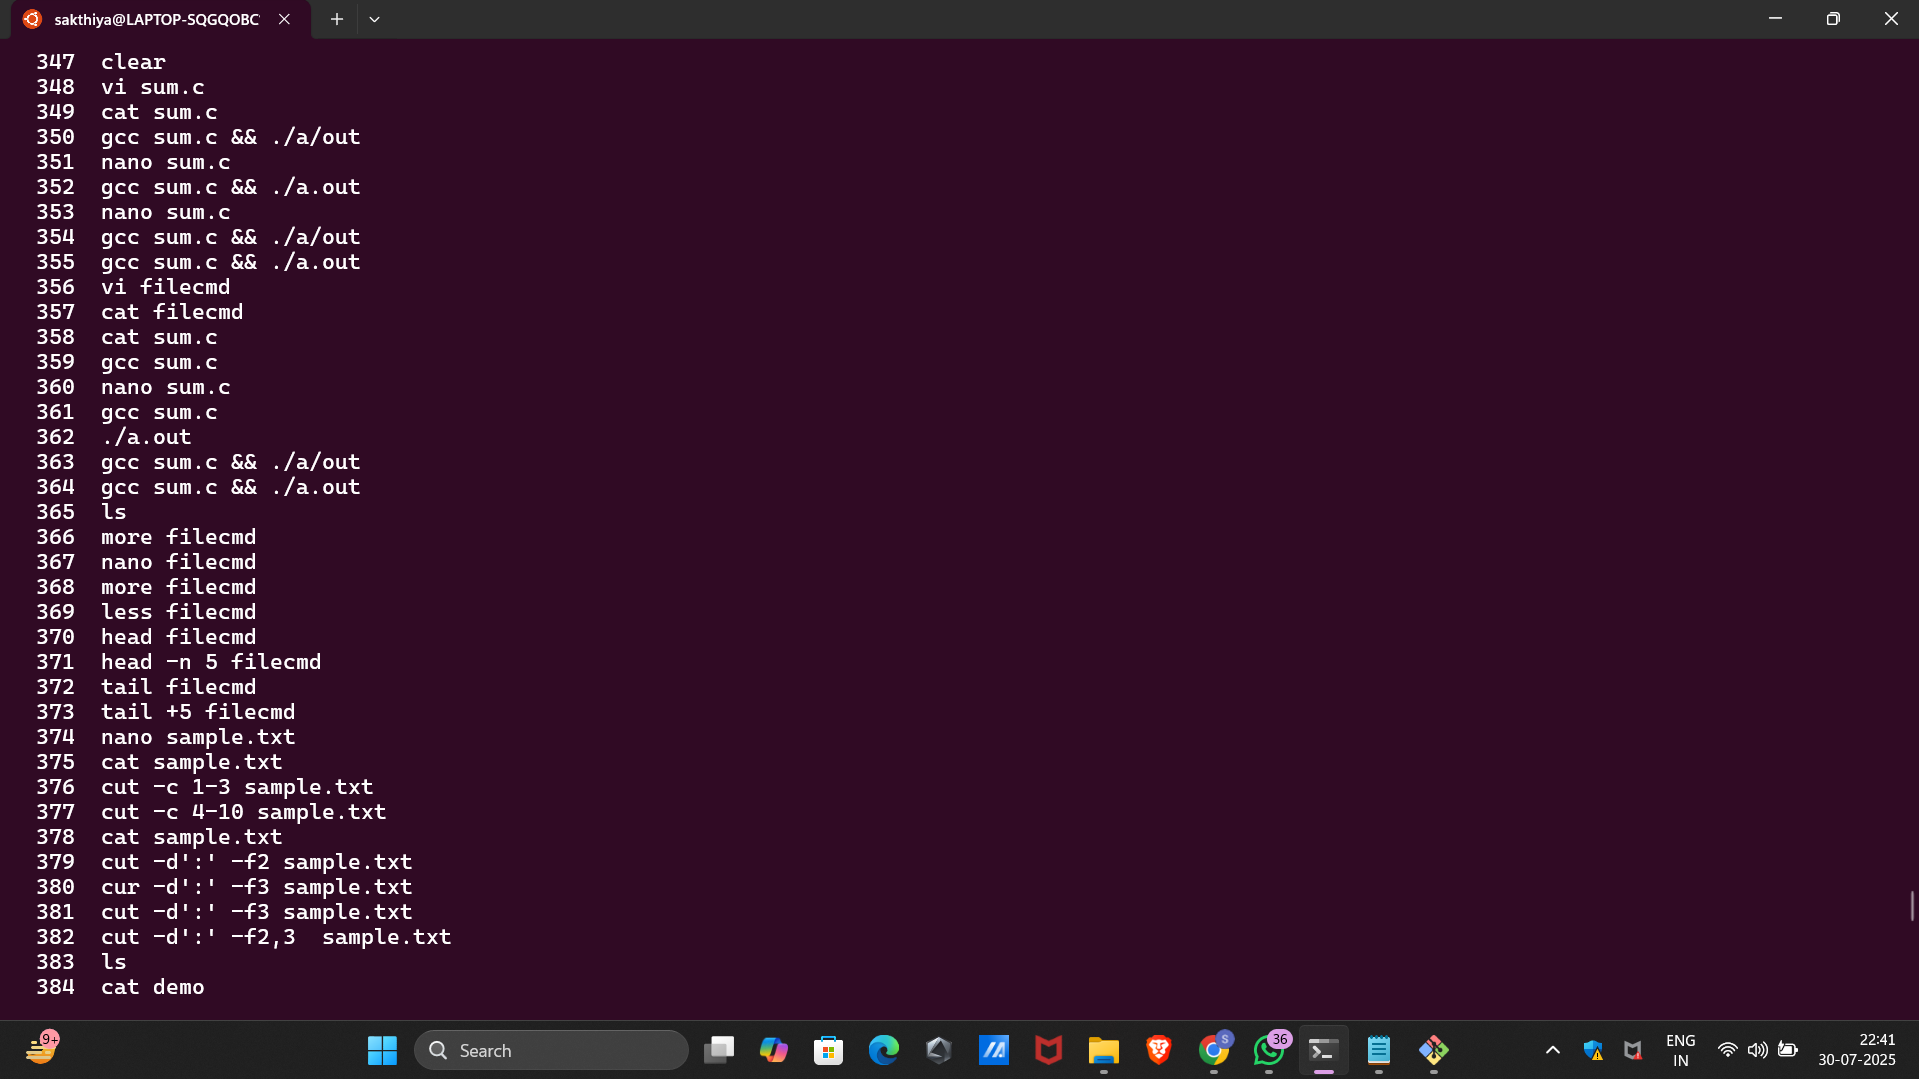 sakthiya@LAPTOP-SQGQOBC
347 clear
348 vi sum.c
349 cat sum.c
350 gcc sum.c && ./a/out
351 nano sum.c
352 gcc sum.c && ./a.out
353 nano sum.c
354 gcc sum.c && ./a/out
355 gcc sum.c && ./a.out
356 vi filecmd
357 cat filecmd
358 cat sum.c
359 gcc sum.c
360 nano sum.c
361 gcc sum.c
362 ./a.out
363 gcc sum.c && ./a/out
364 gcc sum.c && ./a.out
365 ls
366 more filecmd
367 nano filecmd
368 more filecmd
369 less filecmd
370 head filecmd
371 head -n 5 filecmd
372 tail filecmd
373 tail +5 filecmd
374 nano sample.txt
375 cat sample.txt
376 cut -c 1-3 sample.txt
377 cut -c 4-10 sample.txt
378 cat sample.txt
379 cut -d':' -f2 sample.txt
380 cur -d':' -f3 sample.txt
381 cut -d':' -f3 sample.txt
382 cut -d':' -f2,3  sample.txt
383 ls
384 cat demo
9+
Search
S
36
ENG
IN
22:41
30-07-2025